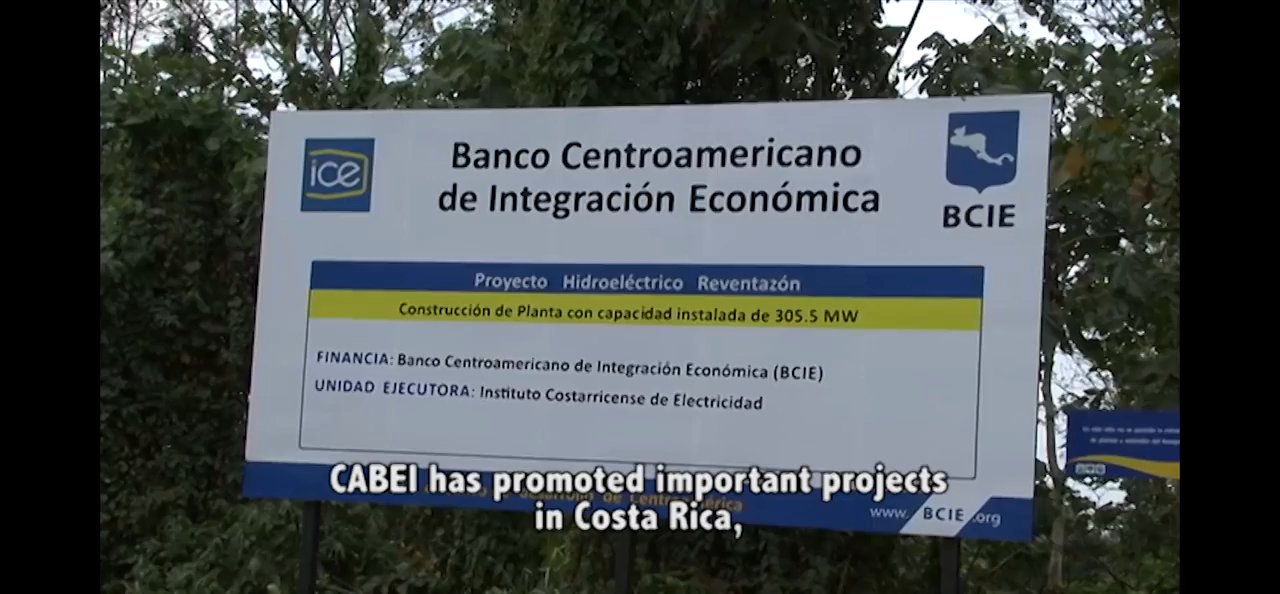 ice
Banco Centroamericano
de Integración Económica
BCIE
Proyecto Hidroeléctrico Reventazón
Construcción de Planta con capacidad instalada de 305.5 MW
FINANCIA: Banco Centroamericano de Integración Económica (BCIE)
UNIDAD EJECUTORA: Instituto Costarricense de Electricidad
de Centroamérica
www. BCIE .org
CABEI has promoted important projects
in Costa Rica,